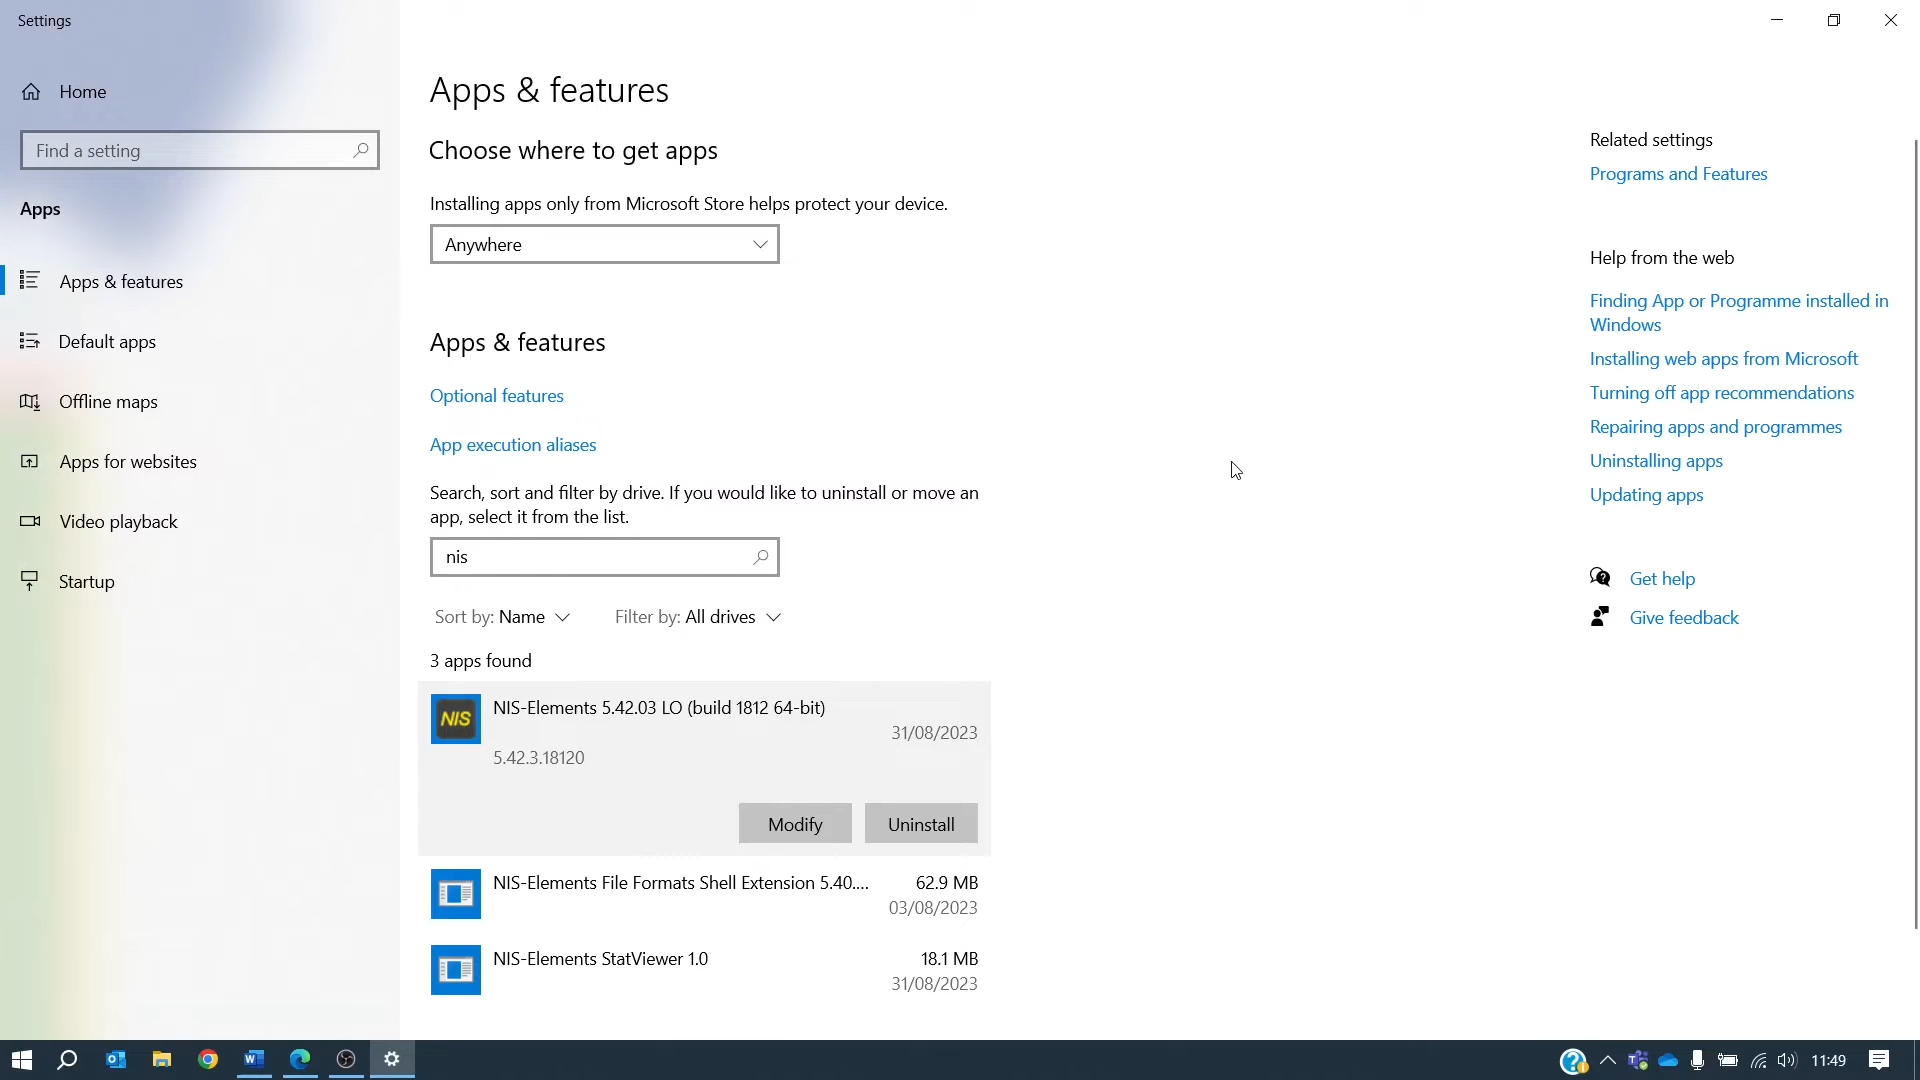 Settings
Home
Find a setting
Apps
Apps & features
Default apps
Offline maps
Apps for websites
Video playback
Startup
Apps & features
Choose where to get apps
Installing apps only from Microsoft Store helps protect your device.
Anywhere
Apps & features
Optional features
App execution aliases
Search, sort and filter by drive. If you would like to uninstall or move an
app, select it from the list.
nis
Sort by: Name Filter by: All drives
3 apps found
NIS
NIS-Elements 5.42.03 LO (build 1812 64-bit)
31/08/2023
5.42.3.18120
Modify Uninstall
NIS-Elements File Formats Shell Extension 5.40.... 62.9 MB
03/08/2023
NIS-Elements StatViewer 1.0 18.1 MB
31/08/2023
Related settings
Programs and Features
Help from the web
Finding App or Programme installed in
Windows
Installing web apps from Microsoft
Turning off app recommendations
Repairing apps and programmes
Uninstalling apps
Updating apps
Get help
Give feedback
11:49